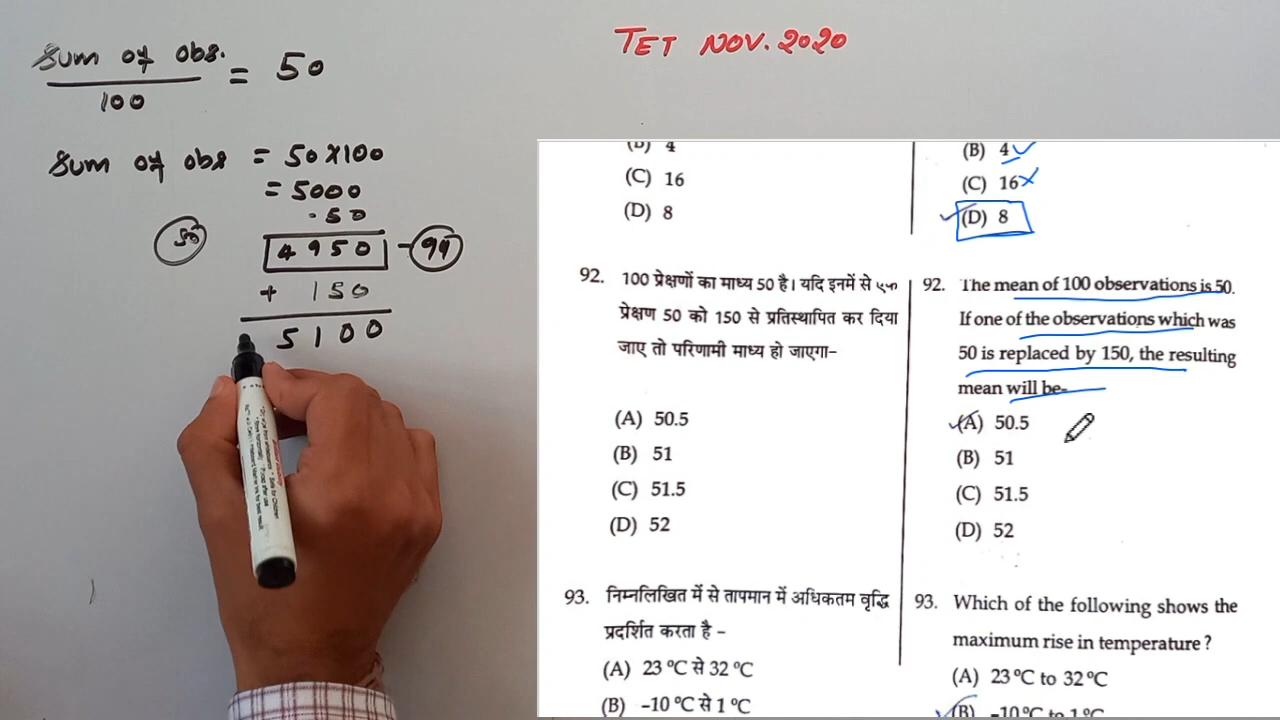 TET NOV. 2020
Sum of obs.
100
= 50
Sum of obs = 50×100
= 5000
- 50
50
4950 - 99
+ 150
5100
(B) 4
(C) 16
(D) 8
92. 100 प्रेक्षणों का माध्य 50 है। यदि इनमें से एक
प्रेक्षण 50 को 150 से प्रतिस्थापित कर दिया
जाए तो परिणामी माध्य हो जाएगा–
(A) 50.5
(B) 51
(C) 51.5
(D) 52
93. निम्नलिखित में से तापमान में अधिकतम वृद्धि
प्रदर्शित करता है –
(A) 23 °C से 32 °C
(B) –10 °C से 1 °C
(B) 4
(C) 16
(D) 8
92. The mean of 100 observations is 50.
If one of the observations which was
50 is replaced by 150, the resulting
mean will be-
(A) 50.5
(B) 51
(C) 51.5
(D) 52
93. Which of the following shows the
maximum rise in temperature ?
(A) 23 °C to 32 °C
(B) –10 °C to 1 °C